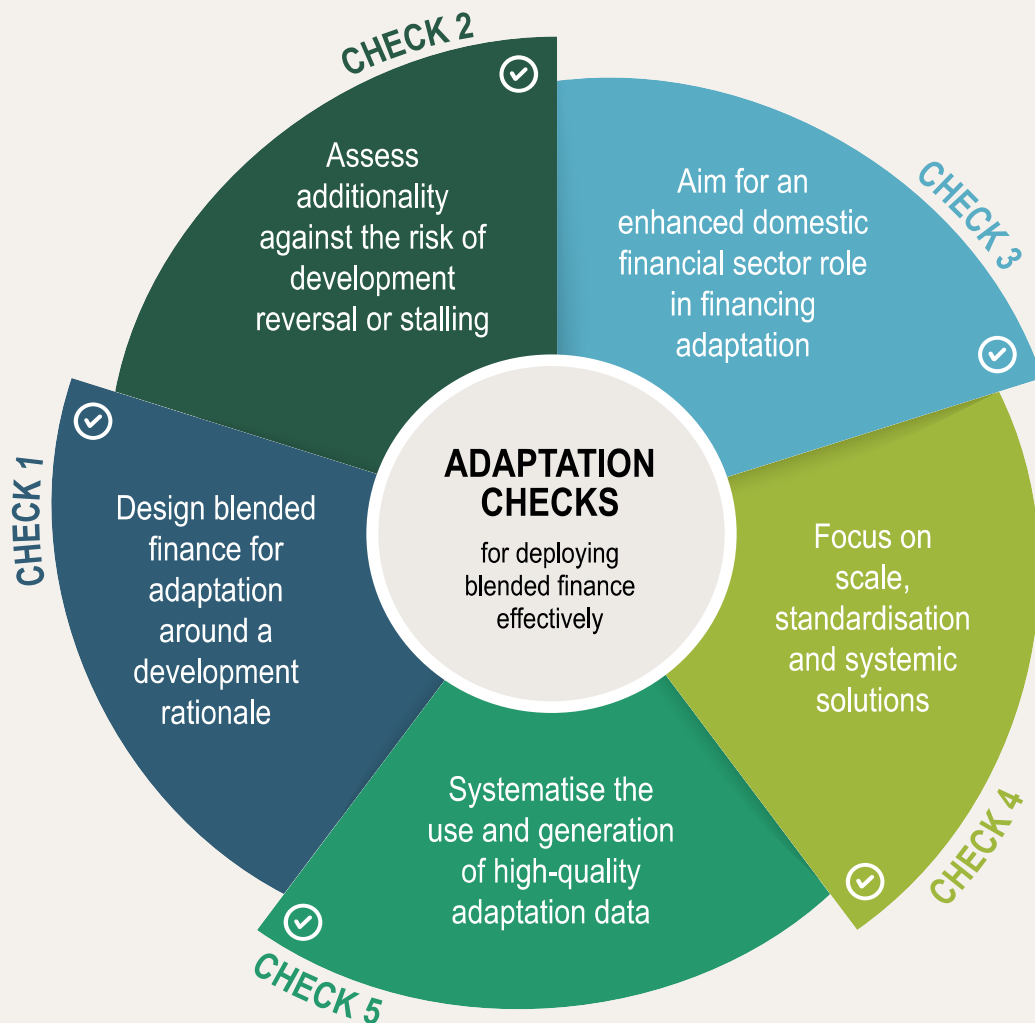 ADAPTATION
CHECKS
for deploying
blended finance
effectively
CHECK 1
Design blended
finance for
adaptation
around a
development
rationale
CHECK 2
Assess
additionality
against the risk of
development
reversal or stalling
CHECK 3
Aim for an
enhanced domestic
financial sector role
in financing
adaptation
CHECK 4
Focus on
scale,
standardisation
and systemic
solutions
CHECK 5
Systematise the
use and generation
of high-quality
adaptation data